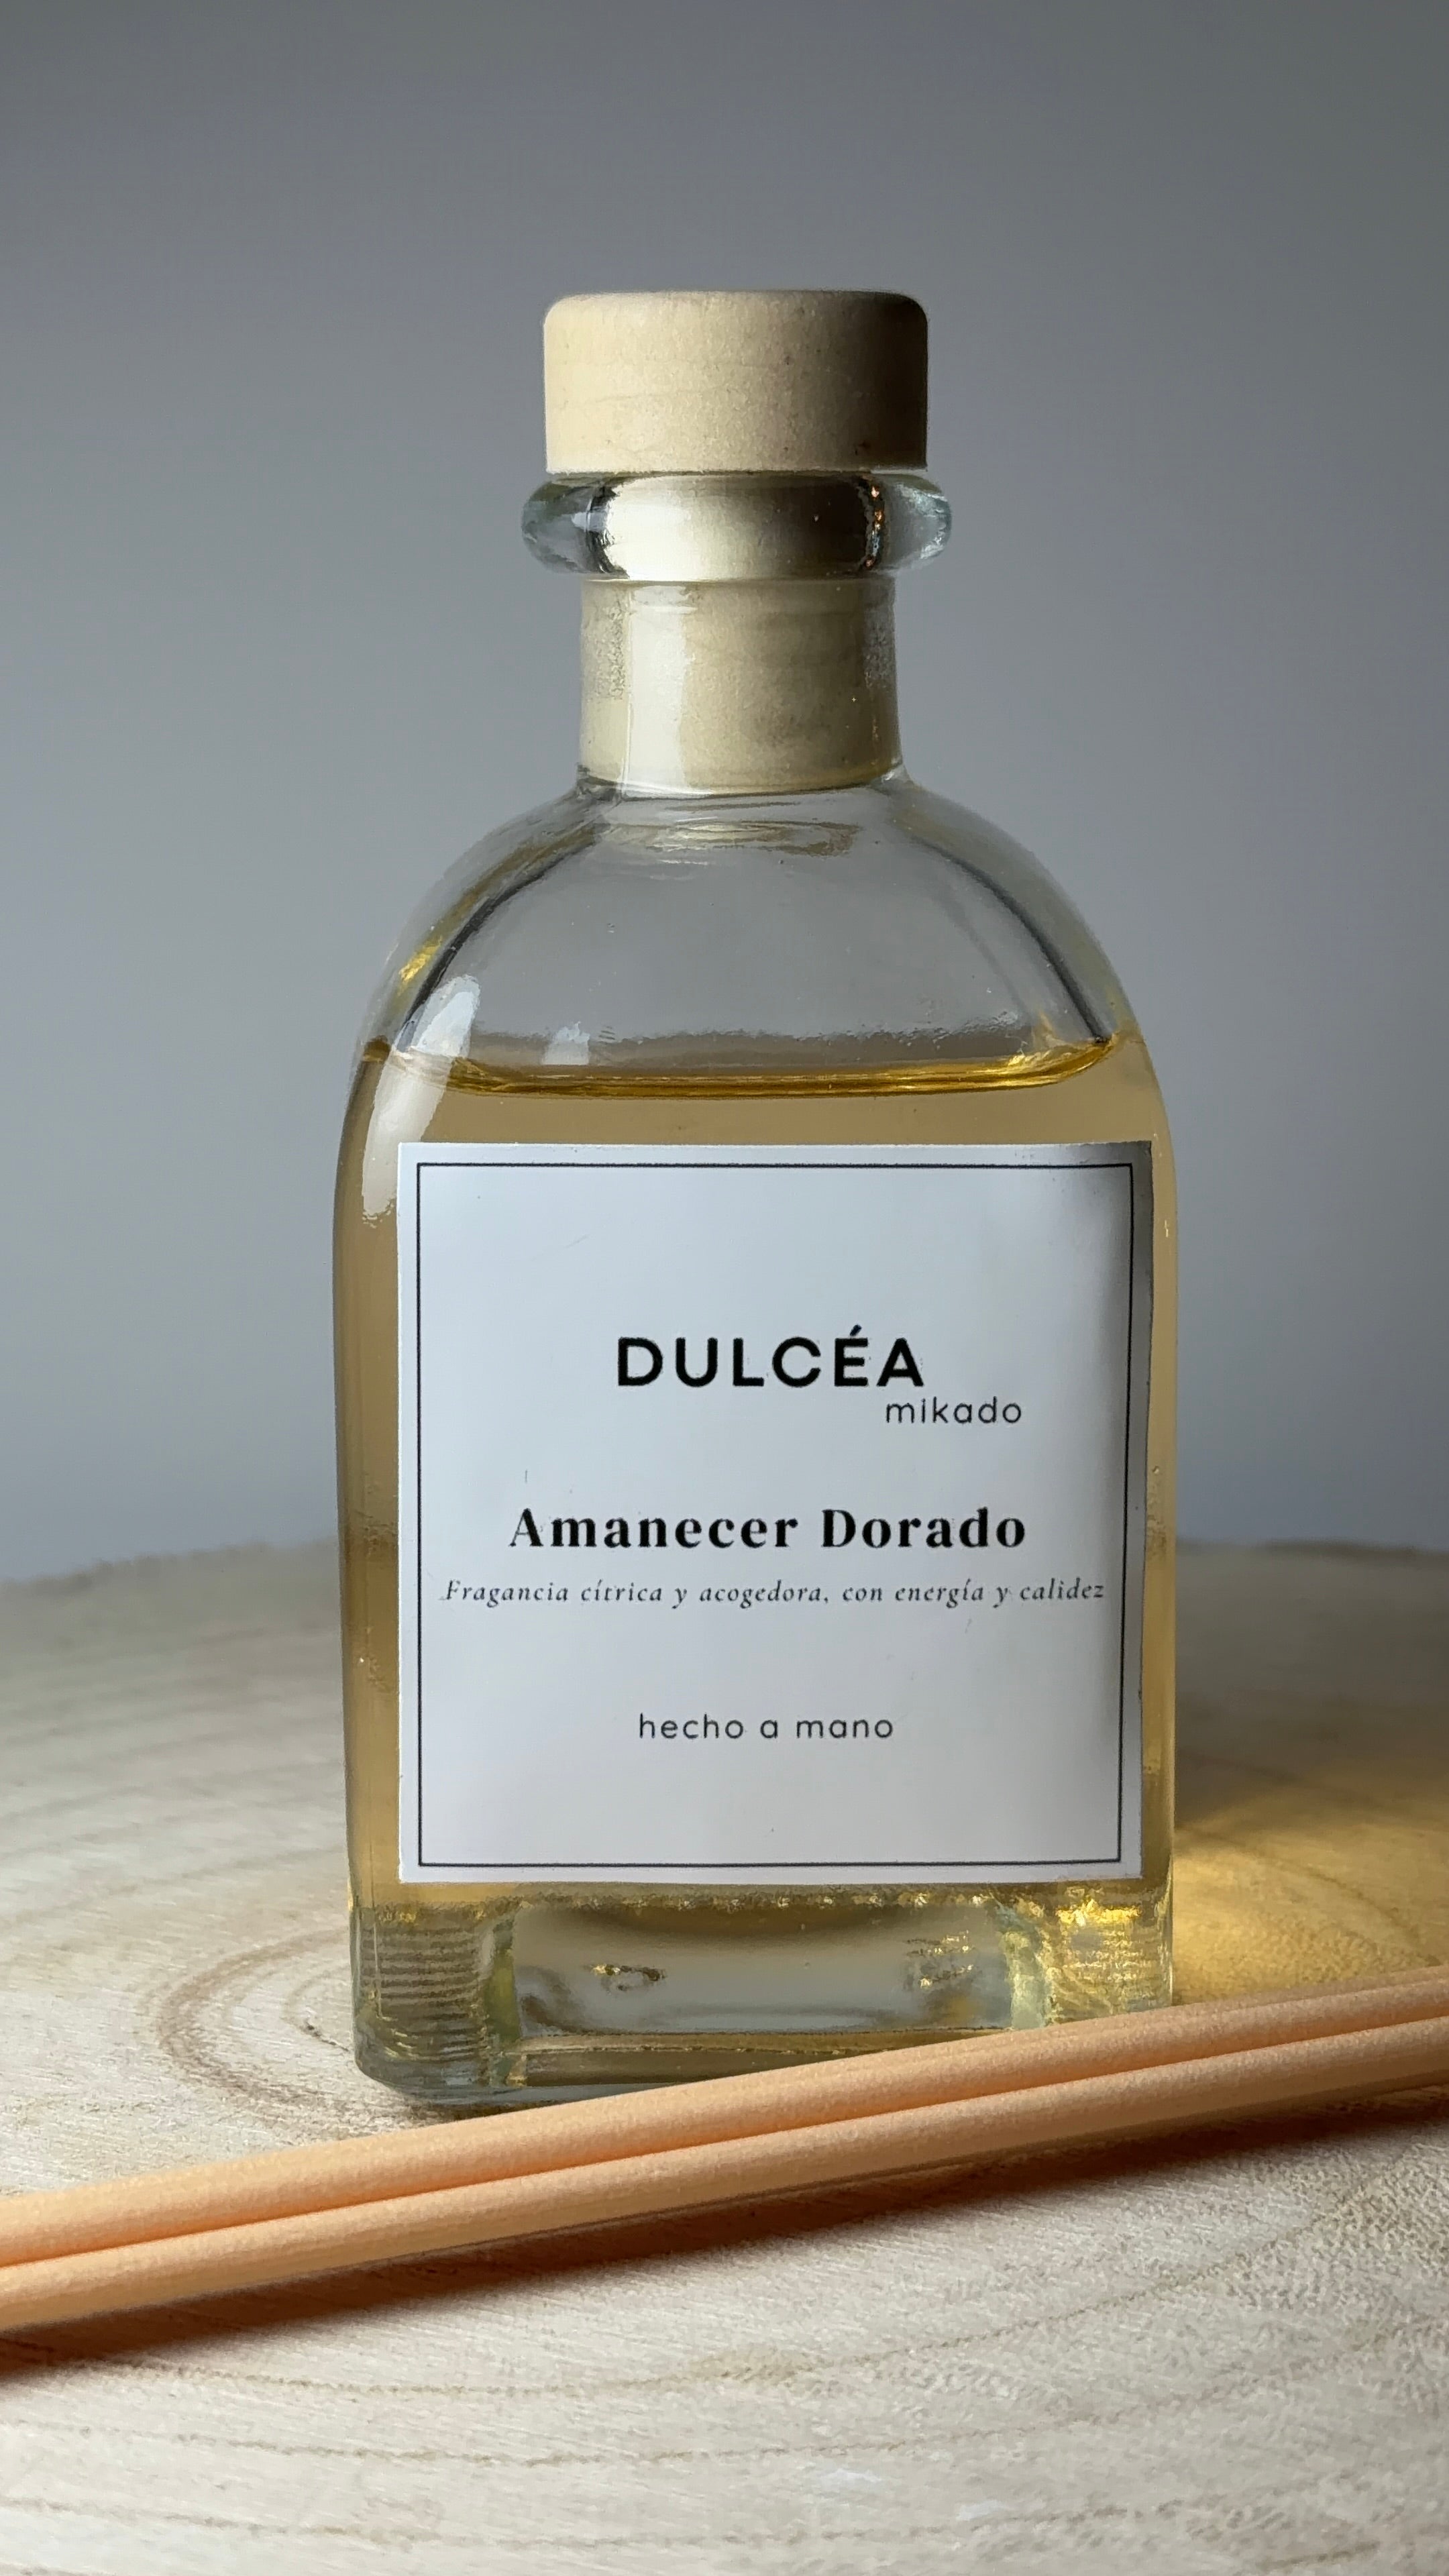 DULCÉA
mikado
Amanecer Dorado
Fragancia cítrica y acogedora, con energía y calidez
hecho a mano